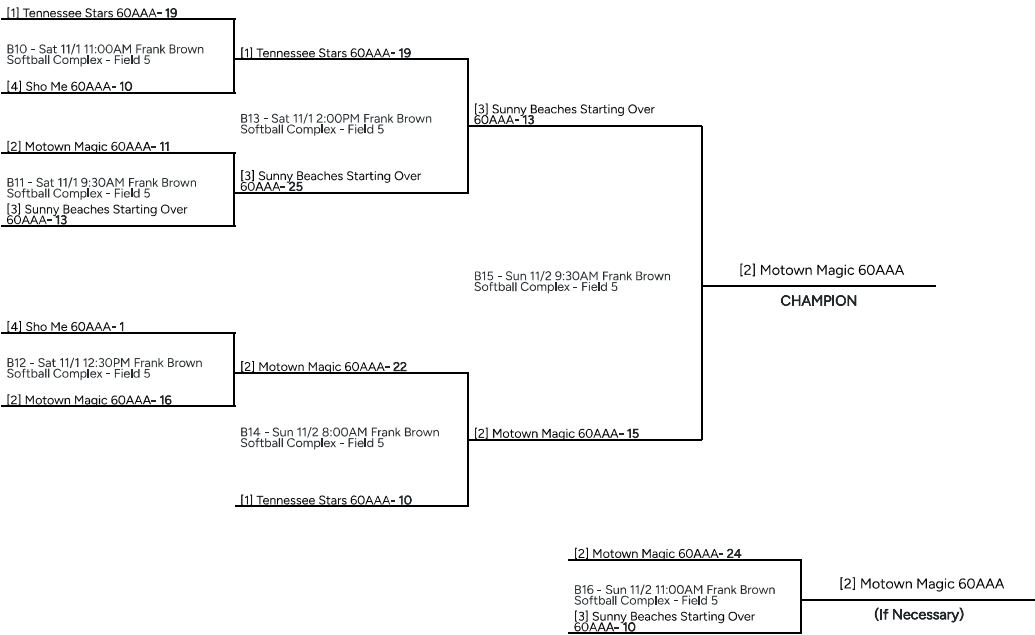 [1] Tennessee Stars 60AAA- 19
B10 - Sat 11/1 11:00AM Frank Brown
Softball Complex - Field 5
[4] Sho Me 60AAA- 10
[1] Tennessee Stars 60AAA- 19
B13 - Sat 11/1 2:00PM Frank Brown
Softball Complex - Field 5
[2] Motown Magic 60AAA- 11
B11 - Sat 11/1 9:30AM Frank Brown
Softball Complex - Field 5
[3] Sunny Beaches Starting Over
60AAA- 13
[3] Sunny Beaches Starting Over
60AAA- 25
[3] Sunny Beaches Starting Over
60AAA- 13
B15 - Sun 11/2 9:30AM Frank Brown
Softball Complex - Field 5
[2] Motown Magic 60AAA
CHAMPION
[4] Sho Me 60AAA- 1
B12 - Sat 11/1 12:30PM Frank Brown
Softball Complex - Field 5
[2] Motown Magic 60AAA- 16
[2] Motown Magic 60AAA- 22
B14 - Sun 11/2 8:00AM Frank Brown
Softball Complex - Field 5
[1] Tennessee Stars 60AAA- 10
[2] Motown Magic 60AAA- 15
[2] Motown Magic 60AAA- 24
B16 - Sun 11/2 11:00AM Frank Brown
Softball Complex - Field 5
[3] Sunny Beaches Starting Over
60AAA- 10
[2] Motown Magic 60AAA
(If Necessary)